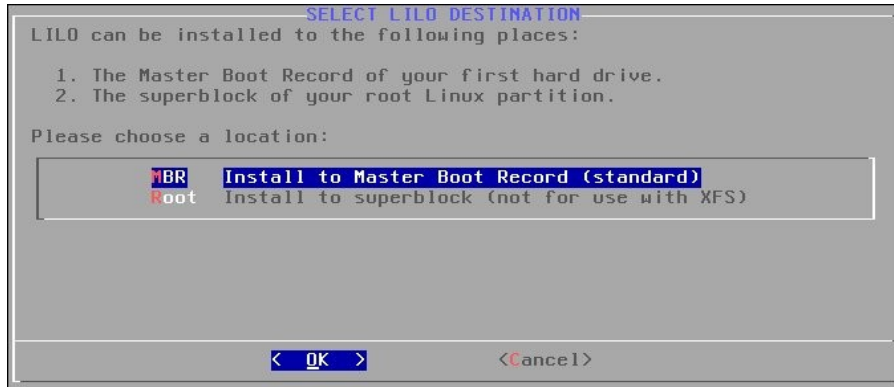 SELECT LILO DESTINATION
LILO can be installed to the following places:
1. The Master Boot Record of your first hard drive.
2. The superblock of your root Linux partition.
Please choose a location:
MBR Install to Master Boot Record (standard)
Root Install to superblock (not for use with XFS)
< OK > <Cancel>